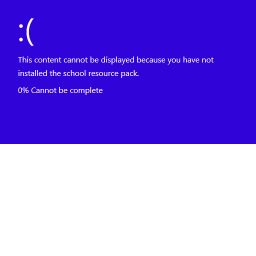 :(
This content cannot be displayed because you have not
installed the school resource pack.
0% Cannot be complete